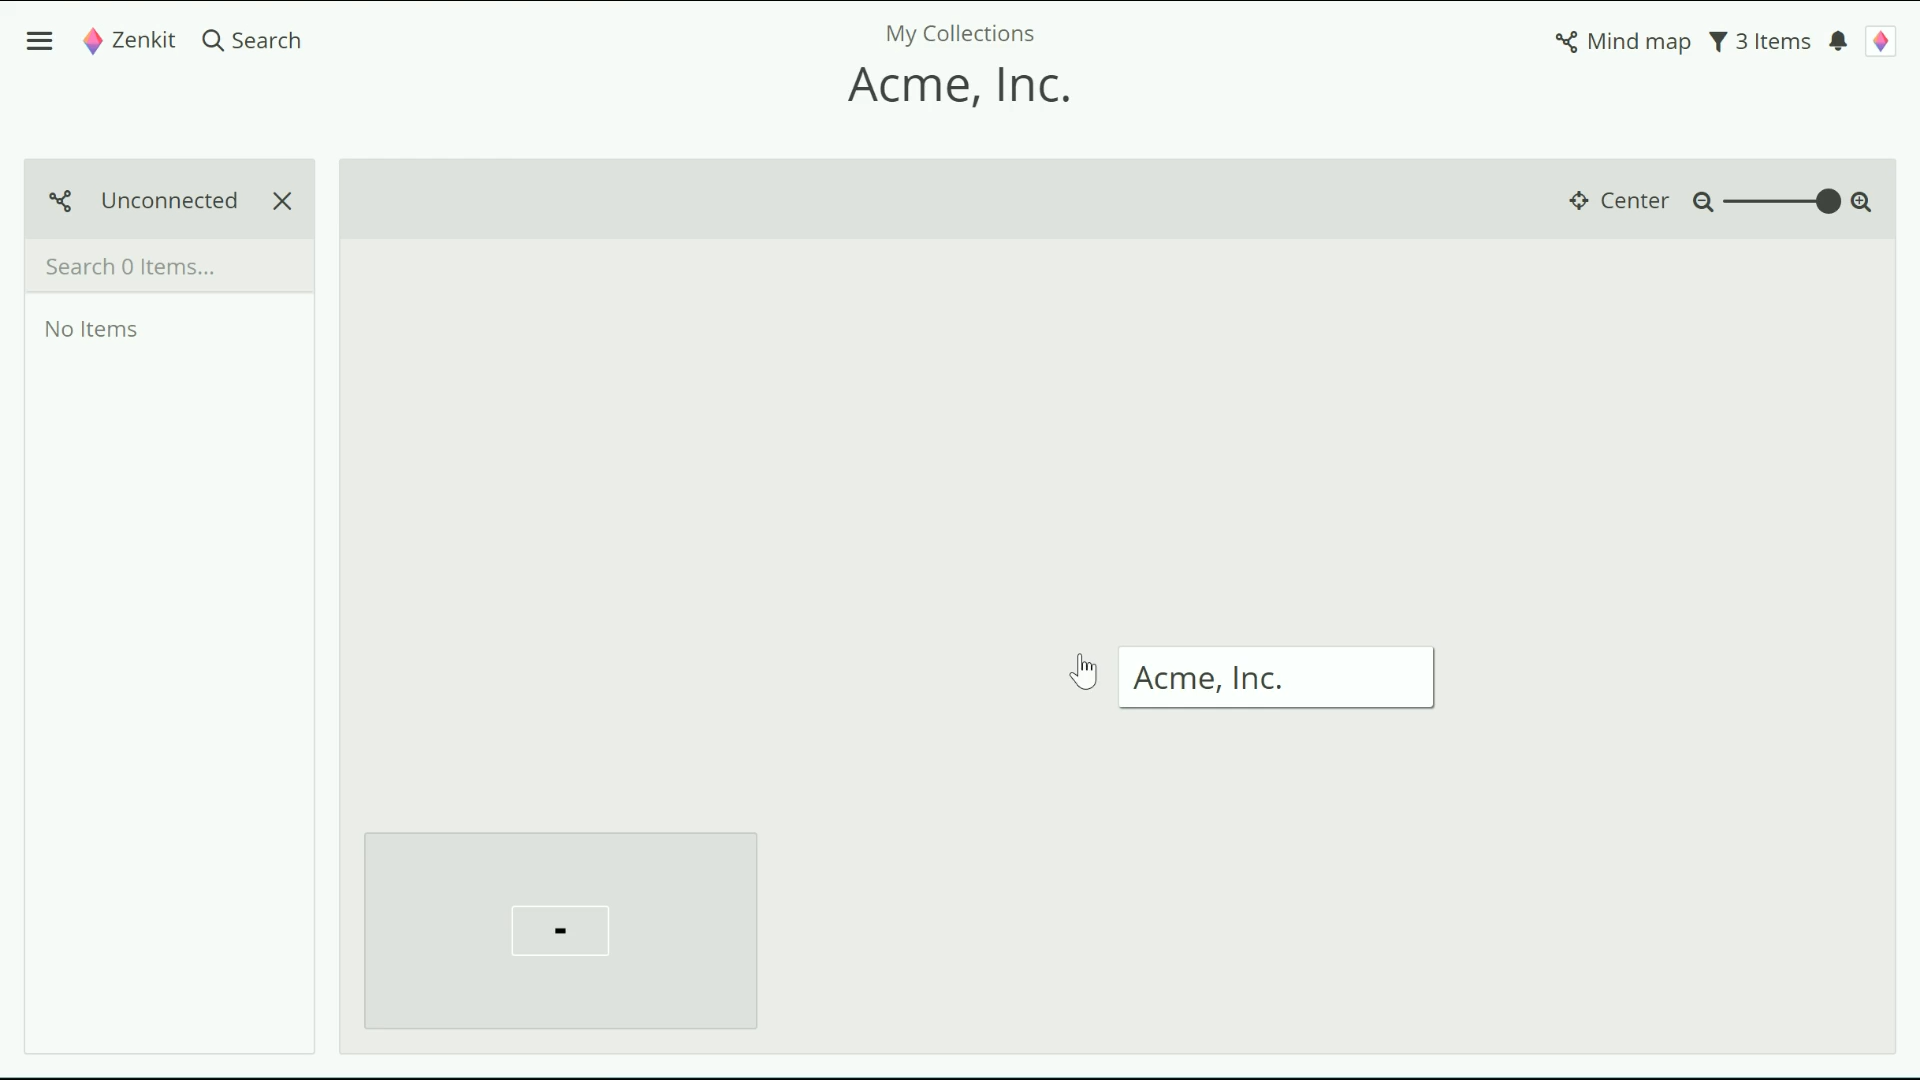 Zenkit
Search
My Collections
Acme, Inc.
Mind map
3 Items
Unconnected
Center
Search 0 Items...
No Items
Acme, Inc.